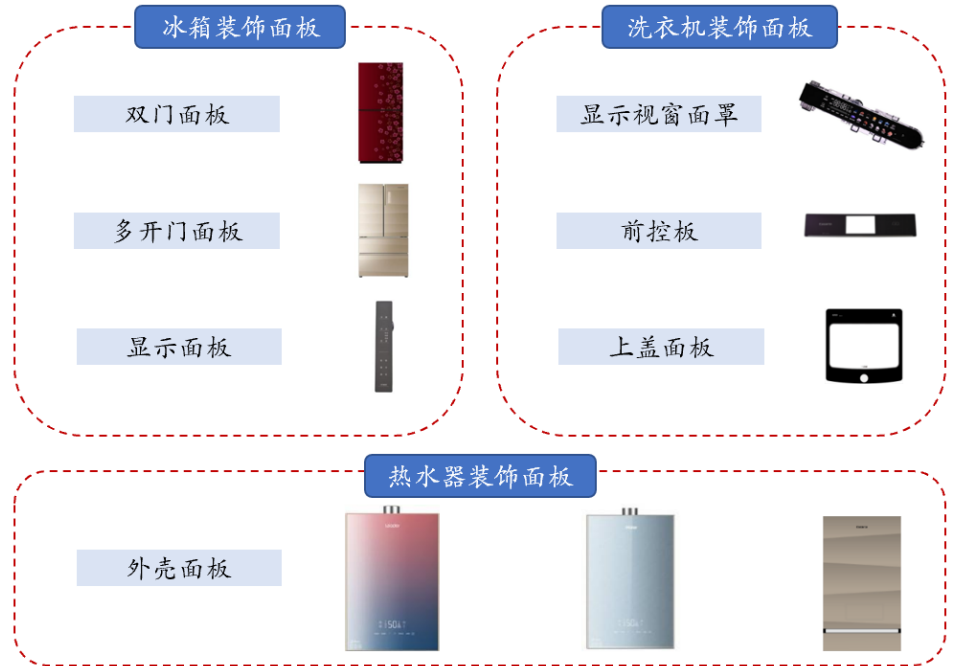 冰箱装饰面板
洗衣机装饰面板
双门面板
显示视窗面罩
多开门面板
前控板
显示面板
上盖面板
热水器装饰面板
外壳面板